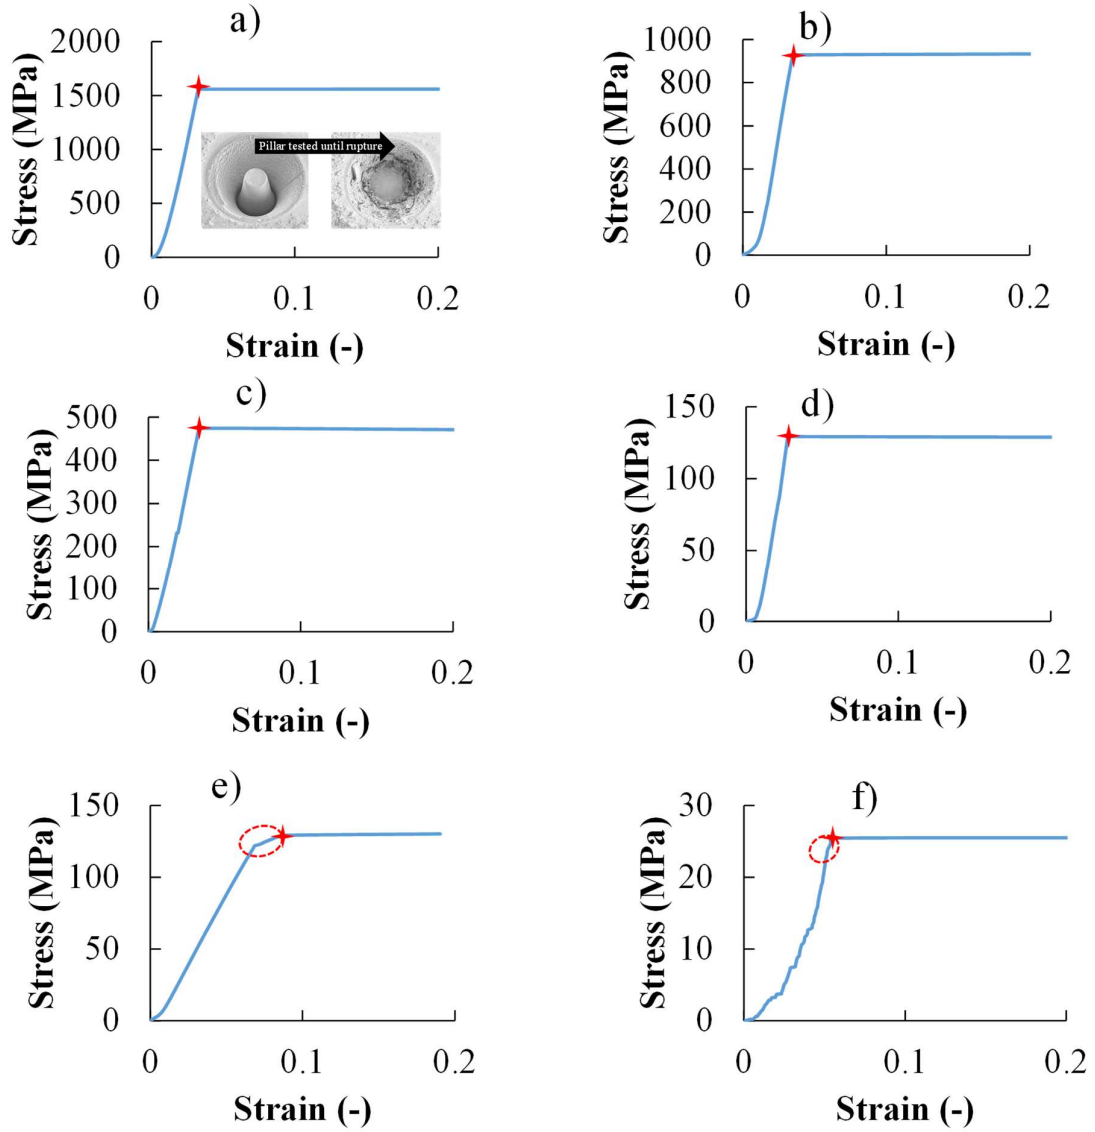 a)
Stress (MPa)
2000
1500
1000
500
0
Pillar tested until rupture
0 0.1 0.2
Strain (-)
b)
Stress (MPa)
1000
800
600
400
200
0
0 0.1 0.2
Strain (-)
c)
Stress (MPa)
500
400
300
200
100
0
0 0.1 0.2
Strain (-)
d)
Stress (MPa)
150
100
50
0
0 0.1 0.2
Strain (-)
e)
Stress (MPa)
150
100
50
0
0 0.1 0.2
Strain (-)
f)
Stress (MPa)
30
20
10
0
0 0.1 0.2
Strain (-)